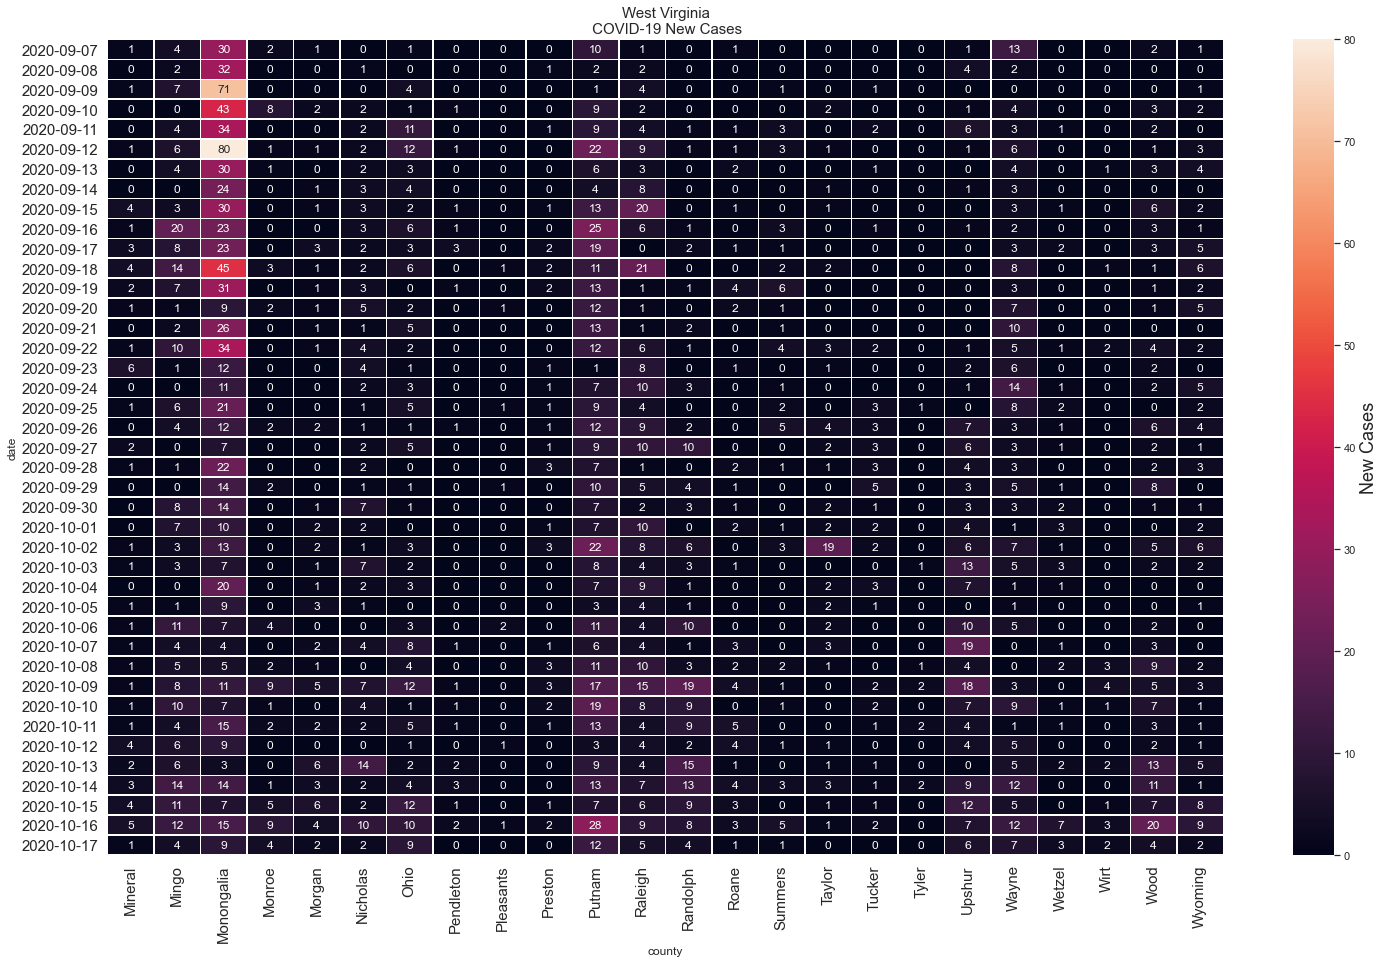 West Virginia
COVID-19 New Cases
2020-09-07 1 4 30 2 1 0 1 0 0 0 10 1 0 1 0 0 0 0 1 13 0 0 2 1
2020-09-08 0 2 32 0 0 1 0 0 0 1 2 2 0 0 0 0 0 0 4 2 0 0 0 0
2020-09-09 1 7 71 0 0 0 4 0 0 0 1 4 0 0 1 0 1 0 0 0 0 0 0 1
2020-09-10 0 0 43 8 2 2 1 1 0 0 9 2 0 0 0 2 0 0 1 4 0 0 3 2
2020-09-11 0 4 34 0 0 2 11 0 0 1 9 4 1 1 3 0 2 0 6 3 1 0 2 0
2020-09-12 1 6 80 1 1 2 12 1 0 0 22 9 1 1 3 1 0 0 1 6 0 0 1 3
2020-09-13 0 4 30 1 0 2 3 0 0 0 6 3 0 2 0 0 1 0 0 4 0 1 3 4
2020-09-14 0 0 24 0 1 3 4 0 0 0 4 8 0 0 0 1 0 0 1 3 0 0 0 0
2020-09-15 4 3 30 0 1 3 2 1 0 1 13 20 0 1 0 1 0 0 0 3 1 0 6 2
2020-09-16 1 20 23 0 0 3 6 1 0 0 25 6 1 0 3 0 1 0 1 2 0 0 3 1
2020-09-17 3 8 23 0 3 2 3 3 0 2 19 0 2 1 1 0 0 0 0 3 2 0 3 5
2020-09-18 4 14 45 3 1 2 6 0 1 2 11 21 0 0 2 2 0 0 0 8 0 1 1 6
2020-09-19 2 7 31 0 1 3 0 1 0 2 13 1 1 4 6 0 0 0 0 3 0 0 1 2
2020-09-20 1 1 9 2 1 5 2 0 1 0 12 1 0 2 1 0 0 0 0 7 0 0 1 5
2020-09-21 0 2 26 0 1 1 5 0 0 0 13 1 2 0 1 0 0 0 0 10 0 0 0 0
2020-09-22 1 10 34 0 1 4 2 0 0 0 12 6 1 0 4 3 2 0 1 5 1 2 4 2
2020-09-23 6 1 12 0 0 4 1 0 0 1 1 8 0 1 0 1 0 0 2 6 0 0 2 0
2020-09-24 0 0 11 0 0 2 3 0 0 1 7 10 3 0 1 0 0 0 1 14 1 0 2 5
2020-09-25 1 6 21 0 0 1 5 0 1 1 9 4 0 0 2 0 3 1 0 8 2 0 0 2
2020-09-26 0 4 12 2 2 1 1 1 0 1 12 9 2 0 5 4 3 0 7 3 1 0 6 4
2020-09-27 2 0 7 0 0 2 5 0 0 0 9 10 10 0 0 2 3 0 6 3 1 0 2 1
2020-09-28 1 1 22 0 0 2 0 0 0 3 7 1 0 2 1 1 3 0 4 3 0 0 2 3
2020-09-29 0 0 14 2 0 1 1 0 1 0 10 5 4 1 0 0 5 0 3 5 1 0 8 0
2020-09-30 0 8 14 0 1 7 1 0 0 0 7 2 3 1 0 2 1 0 3 3 2 0 1 1
2020-10-01 0 7 10 0 2 2 0 0 0 1 7 10 0 2 1 2 2 0 4 1 3 0 0 2
2020-10-02 1 3 13 0 2 1 3 0 0 3 22 8 6 0 3 19 2 0 6 7 1 0 5 6
2020-10-03 1 3 7 0 1 7 2 0 0 0 8 4 3 1 0 0 0 1 13 5 3 0 2 2
2020-10-04 0 0 20 0 1 2 3 0 0 0 7 9 1 0 0 2 3 0 7 1 1 0 0 0
2020-10-05 1 1 9 0 3 1 0 0 0 0 3 4 1 0 0 2 1 0 0 1 0 0 0 1
2020-10-06 1 11 7 4 0 0 3 0 2 0 11 4 10 0 0 2 0 0 10 5 0 0 2 0
2020-10-07 1 4 4 0 2 4 8 1 0 1 6 4 1 3 0 3 0 0 19 0 1 0 3 0
2020-10-08 1 5 5 2 1 0 4 0 0 3 11 10 3 2 2 1 0 1 4 0 2 3 9 2
2020-10-09 1 8 11 9 5 7 12 1 0 3 17 15 19 4 1 0 2 2 18 3 0 4 5 3
2020-10-10 1 10 7 1 0 4 1 1 0 2 19 8 9 0 1 0 2 0 7 9 1 1 7 1
2020-10-11 1 4 15 2 2 2 5 1 0 1 13 4 9 5 0 0 1 2 4 1 1 0 3 1
2020-10-12 4 6 9 0 0 0 1 0 1 0 3 4 2 4 1 1 0 0 4 5 0 0 2 1
2020-10-13 2 6 3 0 6 14 2 2 0 0 9 4 15 1 0 1 1 0 0 5 2 2 13 5
2020-10-14 3 14 14 1 3 2 4 3 0 0 13 7 13 4 3 3 1 2 9 12 0 0 11 1
2020-10-15 4 11 7 5 6 2 12 1 0 1 7 6 9 3 0 1 1 0 12 5 0 1 7 8
2020-10-16 5 12 15 9 4 10 10 2 1 2 28 9 8 3 5 1 2 0 7 12 7 3 20 9
2020-10-17 1 4 9 4 2 2 9 0 0 0 12 5 4 1 1 0 0 0 6 7 3 2 4 2
date
Mineral Mingo Monongalia Monroe Morgan Nicholas Ohio Pendleton Pleasants Preston Putnam Raleigh Randolph Roane Summers Taylor Tucker Tyler Upshur Wayne Wetzel Wirt Wood Wyoming
county
80
70
60
50
40
30
20
10
0
New Cases